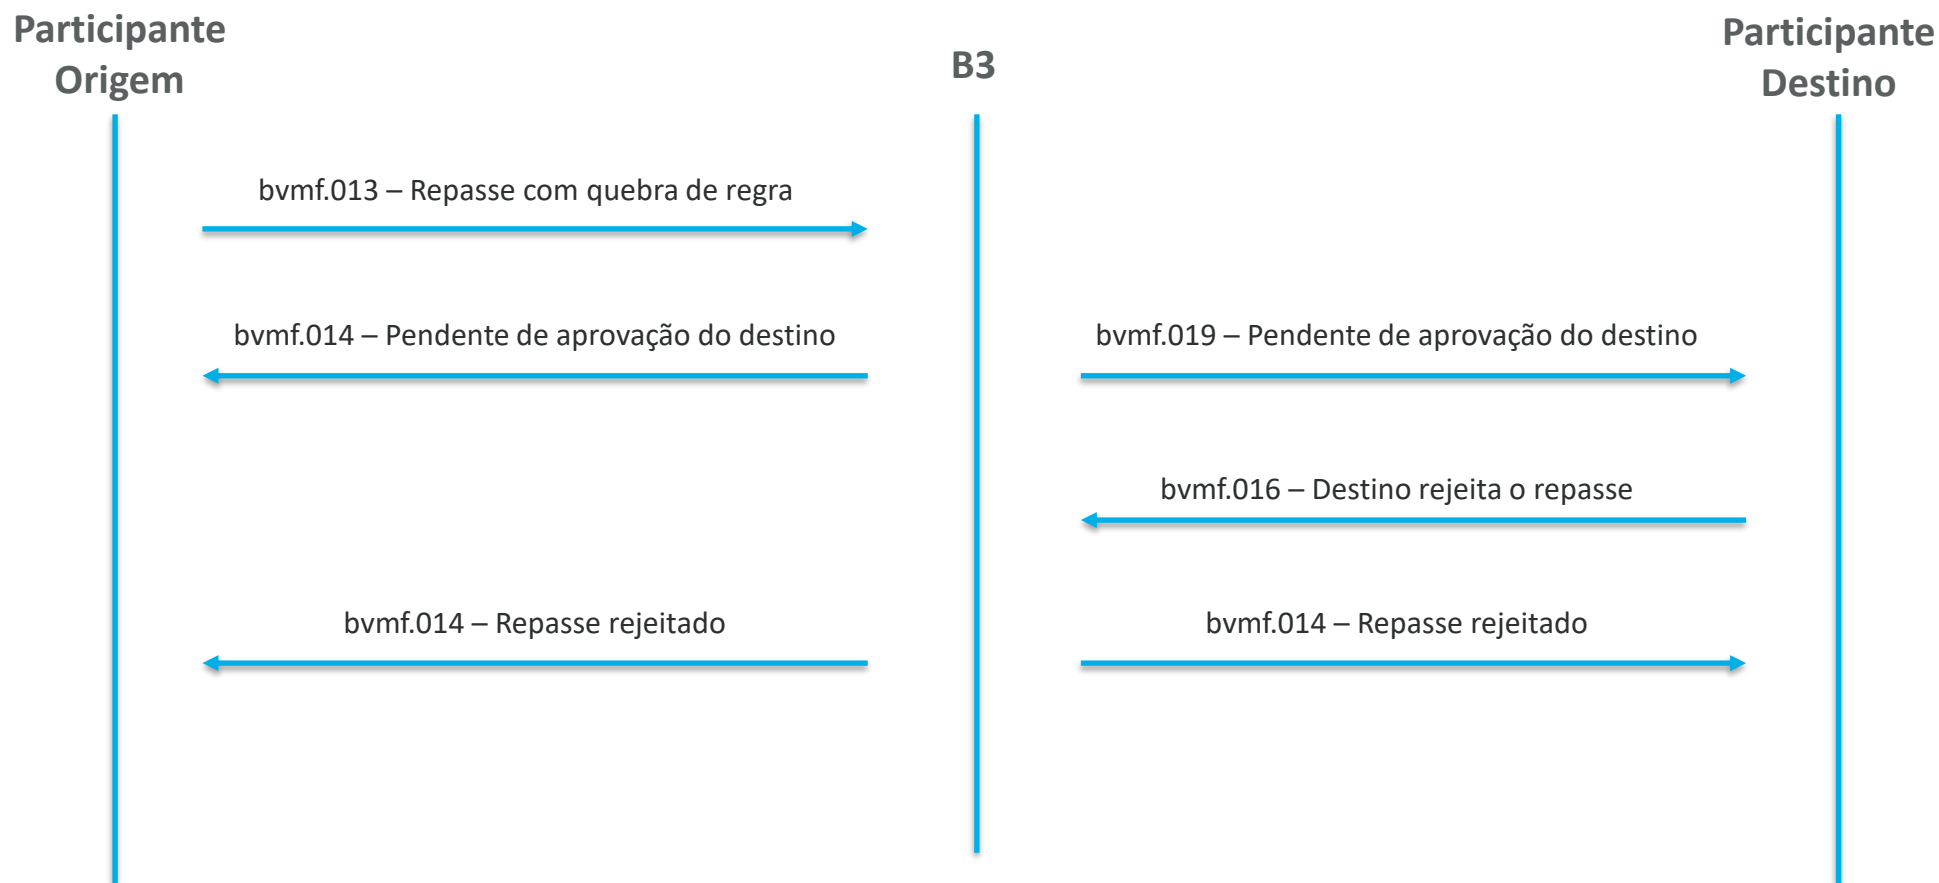 Participante
Origem
B3
Participante
Destino
bvmf.013 – Repasse com quebra de regra
bvmf.014 – Pendente de aprovação do destino
bvmf.019 – Pendente de aprovação do destino
bvmf.016 – Destino rejeita o repasse
bvmf.014 – Repasse rejeitado
bvmf.014 – Repasse rejeitado